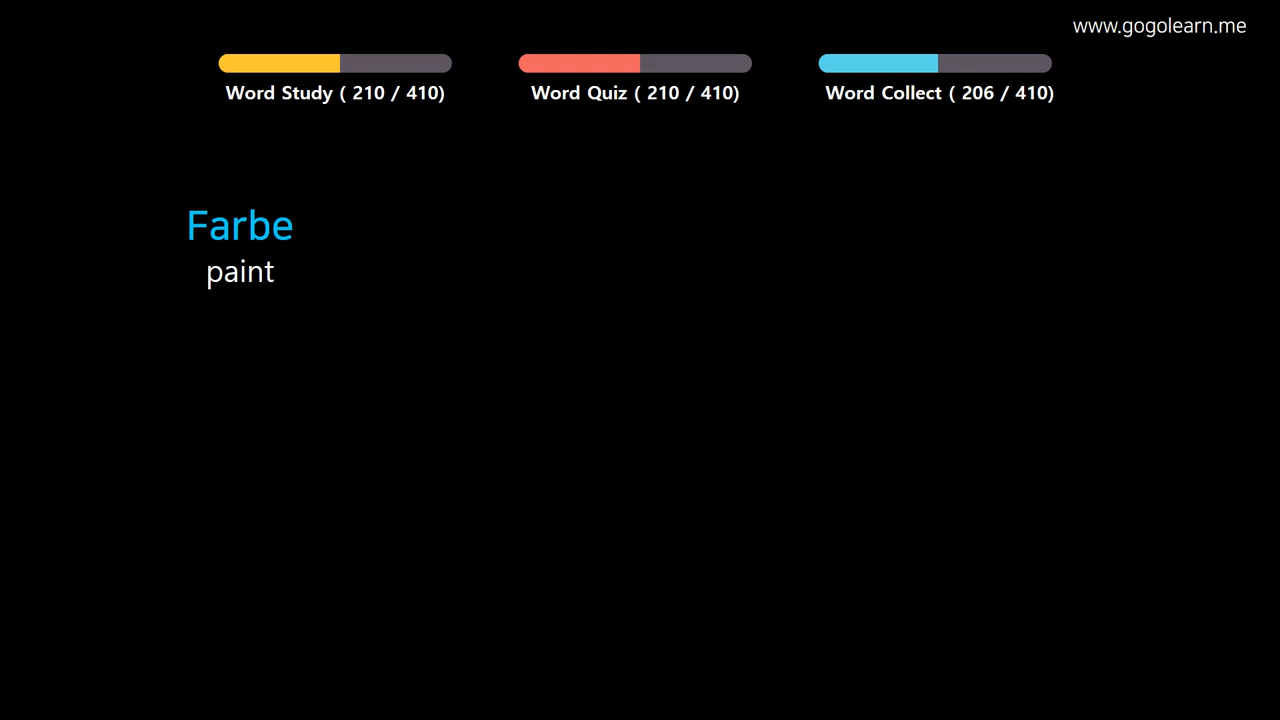 www.gogolearn.me
Word Study ( 210 / 410)
Word Quiz ( 210 / 410)
Word Collect ( 206 / 410)
Farbe
paint